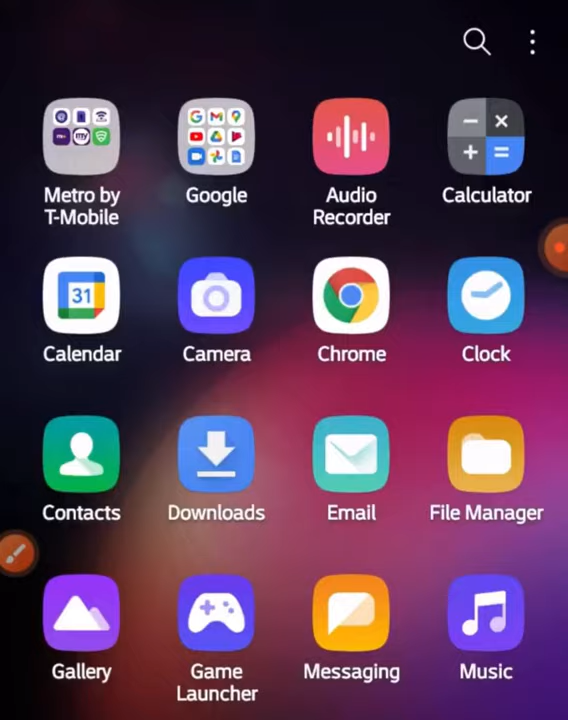 Metro by
T-Mobile
Google
Audio
Recorder
Calculator
31
Calendar
Camera
Chrome
Clock
Contacts
Downloads
Email
File Manager
Gallery
Game
Launcher
Messaging
Music